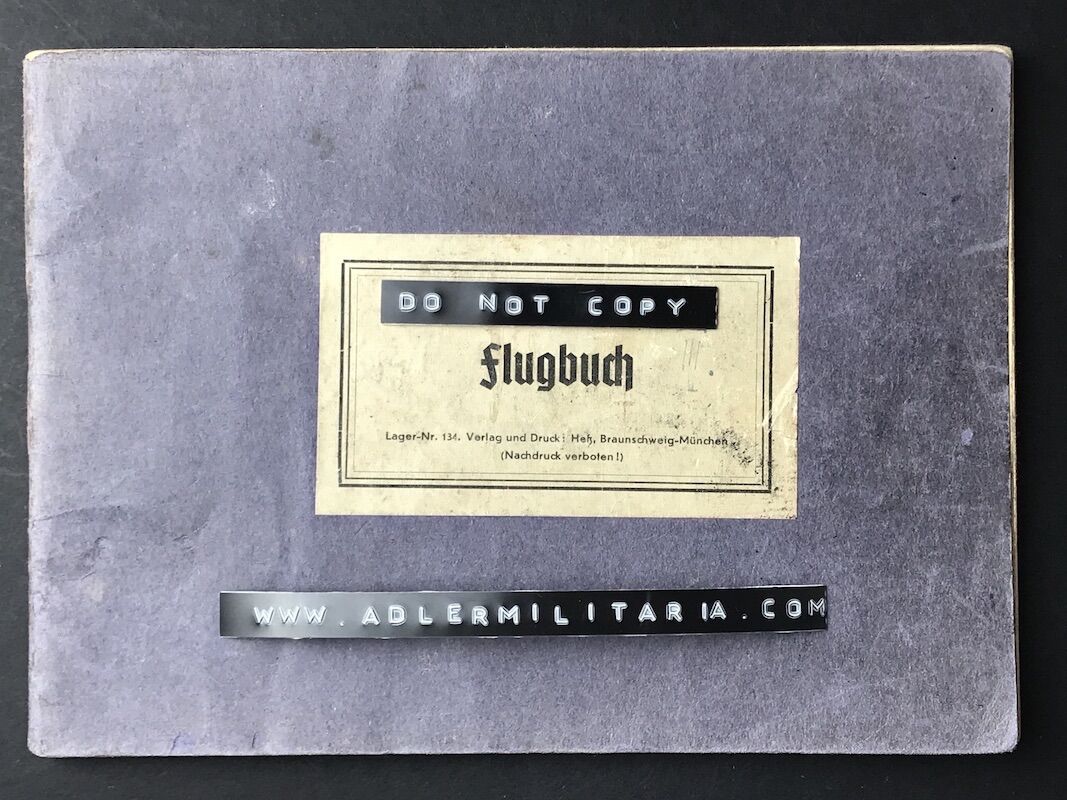 DO NOT COPY
Flugbuch
Lager-Nr. 134. Verlag und Druck: Heß, Braunschweig-München
(Nachdruck verboten!)
WWW.ADLERMILITARIA.COM